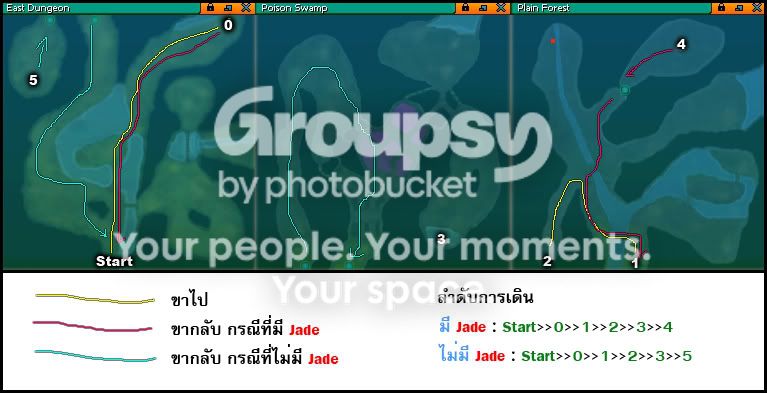 East Dungeon
Poison Swamp
Plain Forest
0
4
5
Groupsy
by photobucket
3
2
1
Start
Your people. Your moments.
Your space.
ขาไป
ลำดับการเดิน
ขากลับ กรณีที่มี Jade
มี Jade : Start>>0>>1>>2>>3>>4
ขากลับ กรณีที่ไม่มี Jade
ไม่มี Jade : Start>>0>>1>>2>>3>>5